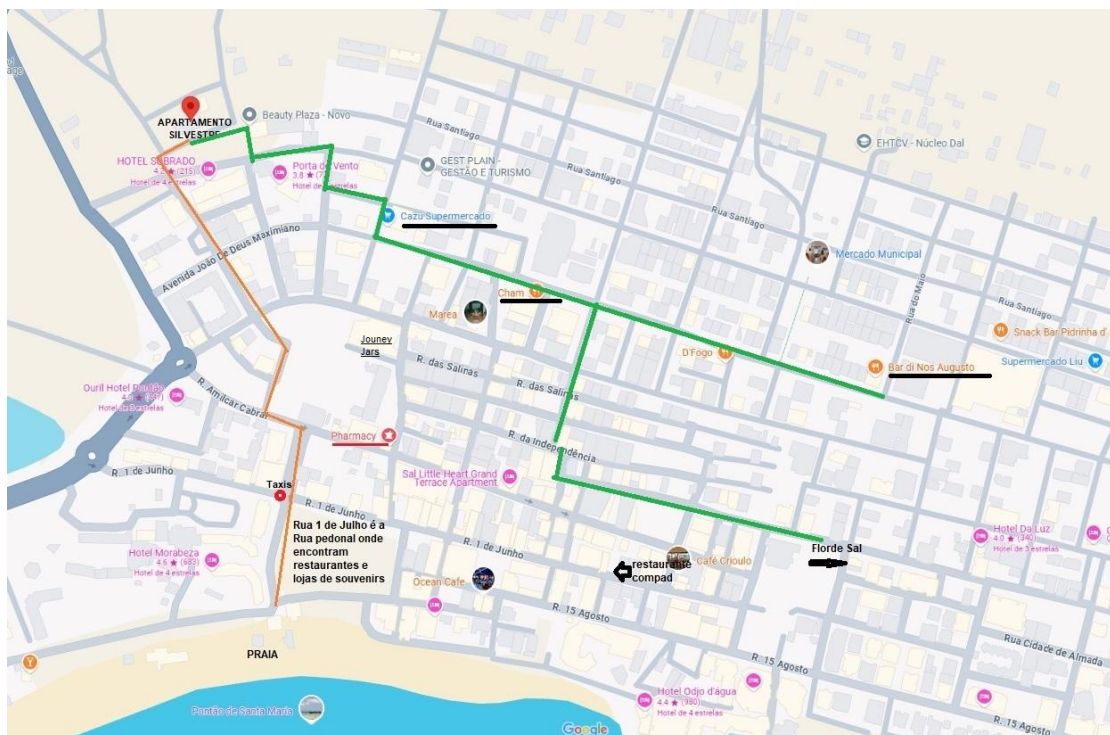 Beauty Plaza - Novo
APARTAMENTO
SILVESTRE
Rua Santiago
EHTCV - Núcleo Dal
HOTEL SOBRADO
(215)
Hotel de 4 estrelas
Porta do Vento
3.8 ★
GEST PLAIN -
GESTÃO E TURISMO
Rua Santiago
Cazu Supermercado
Rua Santiago
Mercado Municipal
Avenida João De Deus Maximiano
Cham
Rua do Maio
Rua Santiago
Marea
Snack Bar Pidrinha d'
Jouney
Jars
R. das Salinas
D'Fogo
Supermercado Liu
Bar di Nos Augusto
Ouril Hotel Pontão
R. Amílcar Cabral
R. das Salinas
Pharmacy
R. da Independência
R. 1 de Junho
Sal Little Heart Grand
Terrace Apartment
Taxis
R. 1 de Junho
Rua 1 de Julho é a
Rua pedonal onde
encontram
restaurantes e
lojas de souvenirs
Hotel Da Luz
4.0 ★ (340)
Hotel de 3 estrelas
Hotel Morabeza
4.6 ★ (683)
Hotel de 4 estrelas
R. 1 de Junho
Florde Sal
restaurante
compad
Café Crioulo
Ocean Cafe
R. 15 Agosto
Rua Cidade de Almada
PRAIA
R. 15 Agosto
Hotel Odjo d'água
4.4 ★ (980)
Hotel de 4 estrelas
Pontão de Santa Maria
R. 15 Agosto
Google